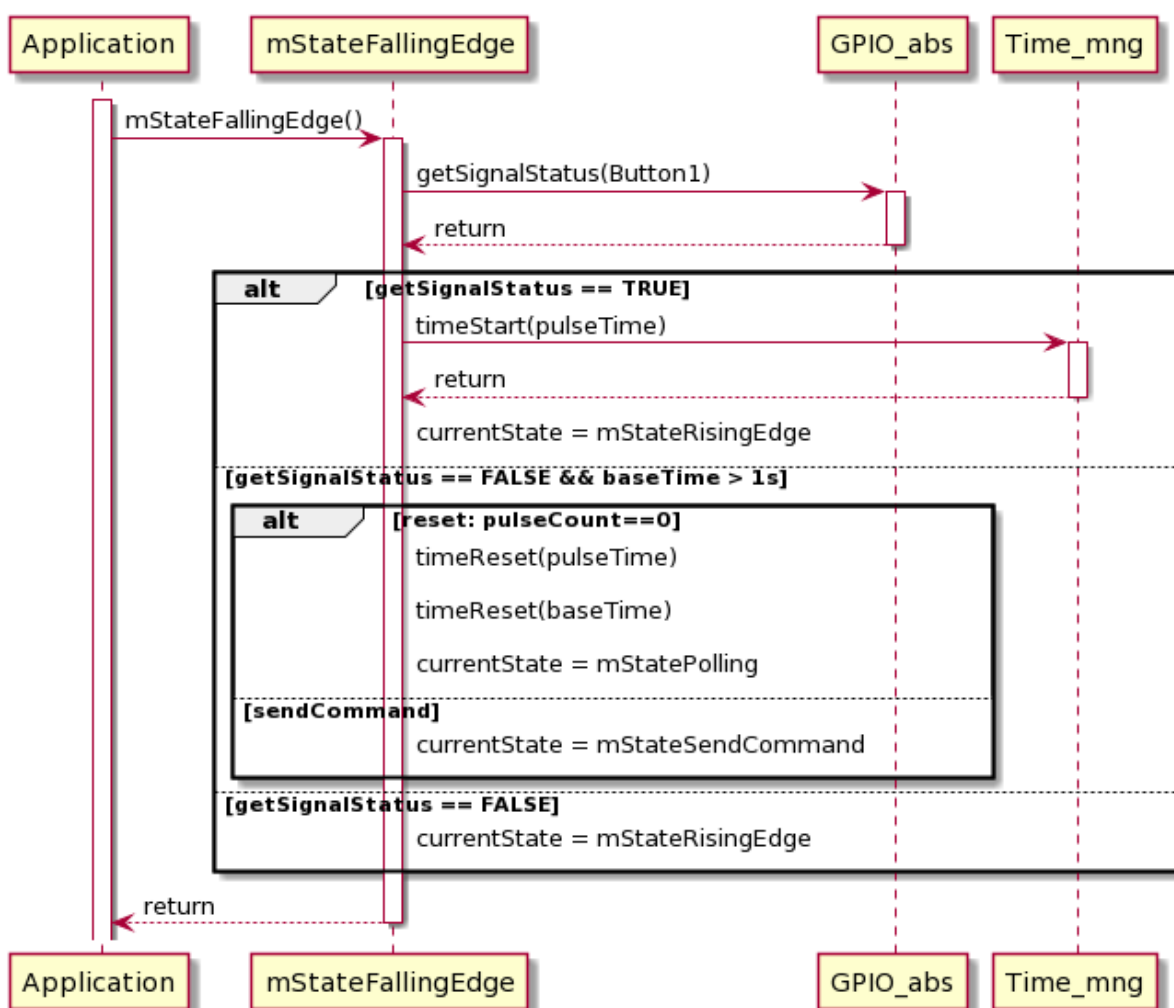 Application mStateFallingEdge GPIO_abs Time_mng
mStateFallingEdge()
getSignalStatus(Button1)
return
alt [getSignalStatus == TRUE]
timeStart(pulseTime)
return
currentState = mStateRisingEdge
[getSignalStatus == FALSE && baseTime > 1s]
alt [reset: pulseCount==0]
timeReset(pulseTime)
timeReset(baseTime)
currentState = mStatePolling
[sendCommand]
currentState = mStateSendCommand
[getSignalStatus == FALSE]
currentState = mStateRisingEdge
return
Application mStateFallingEdge GPIO_abs Time_mng